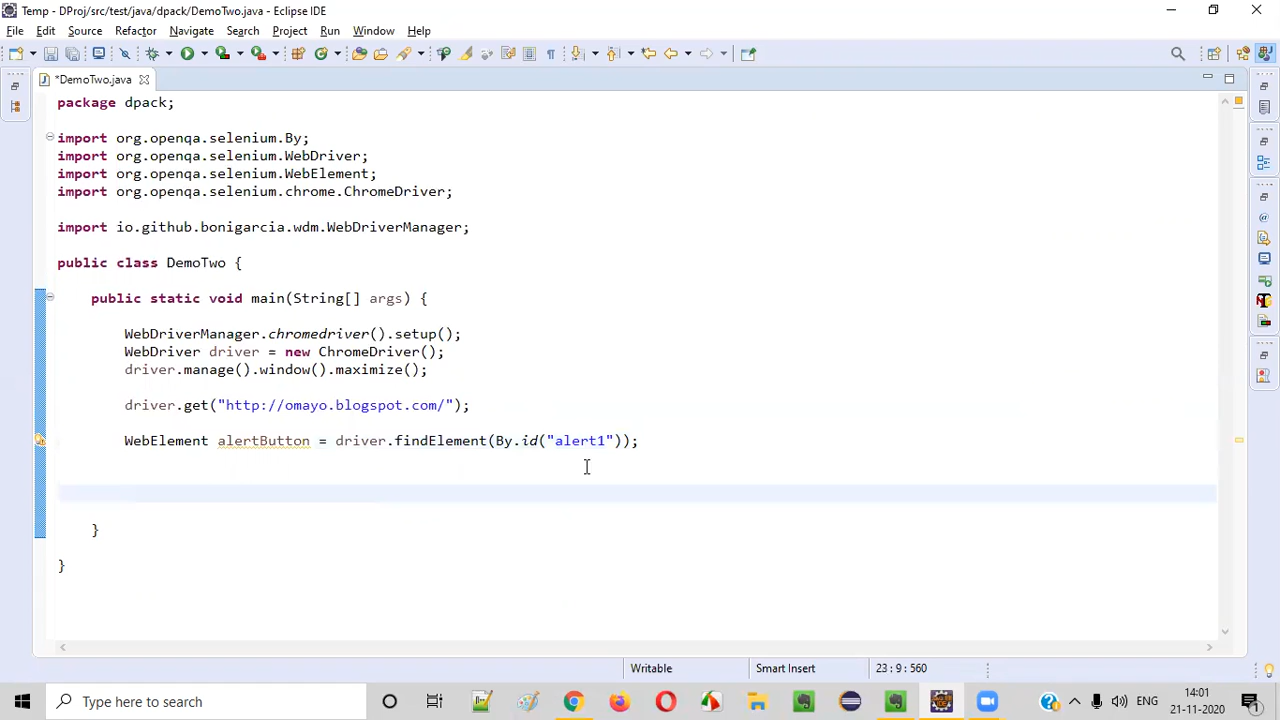 Temp - DProj/src/test/java/dpack/DemoTwo.java - Eclipse IDE
File Edit Source Refactor Navigate Search Project Run Window Help
*DemoTwo.java
package dpack;
import org.openqa.selenium.By;
import org.openqa.selenium.WebDriver;
import org.openqa.selenium.WebElement;
import org.openqa.selenium.chrome.ChromeDriver;
import io.github.bonigarcia.wdm.WebDriverManager;
public class DemoTwo {
public static void main(String[] args) {
WebDriverManager.chromedriver().setup();
WebDriver driver = new ChromeDriver();
driver.manage().window().maximize();
driver.get("http://omayo.blogspot.com/");
WebElement alertButton = driver.findElement(By.id("alert1"));
}
}
Writable Smart Insert 23 : 9 : 560
Type here to search
ENG
14:01
21-11-2020